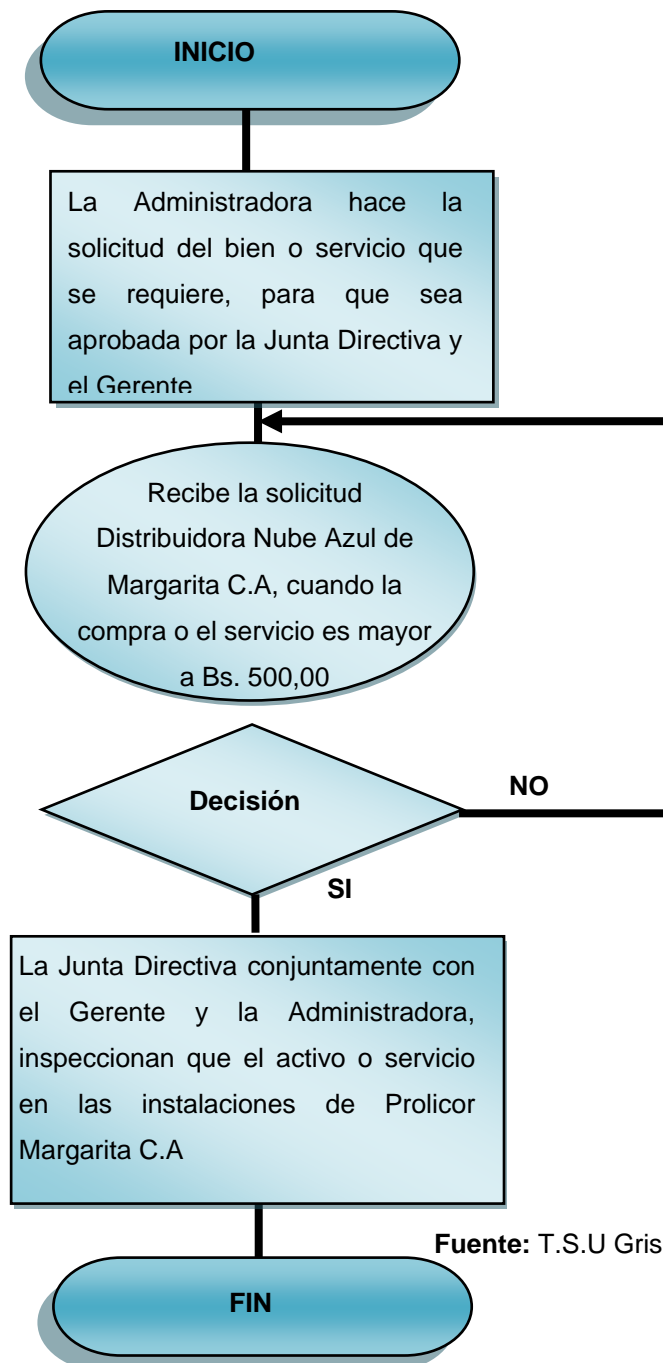 INICIO
La Administradora hace la
solicitud del bien o servicio que
se requiere, para que sea
aprobada por la Junta Directiva y
el Gerente
Recibe la solicitud
Distribuidora Nube Azul de
Margarita C.A, cuando la
compra o el servicio es mayor
a Bs. 500,00
Decisión
NO
SI
La Junta Directiva conjuntamente con
el Gerente y la Administradora,
inspeccionan que el activo o servicio
en las instalaciones de Prolicor
Margarita C.A
Fuente: T.S.U Gris
FIN